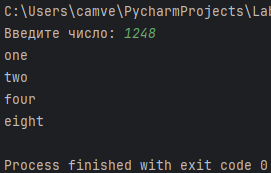 C:\Users\camve\PycharmProjects\Lab
Введите число: 1248
one
two
four
eight
Process finished with exit code 0